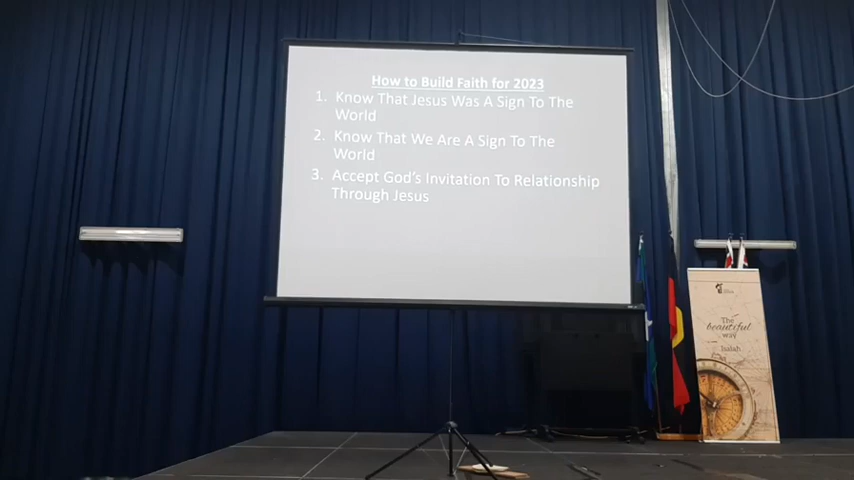 How to Build Faith for 2023
1. Know That Jesus Was A Sign To The
World
2. Know That We Are A Sign To The
World
3. Accept God's Invitation To Relationship
Through Jesus
The
beautiful
way
Isaiah